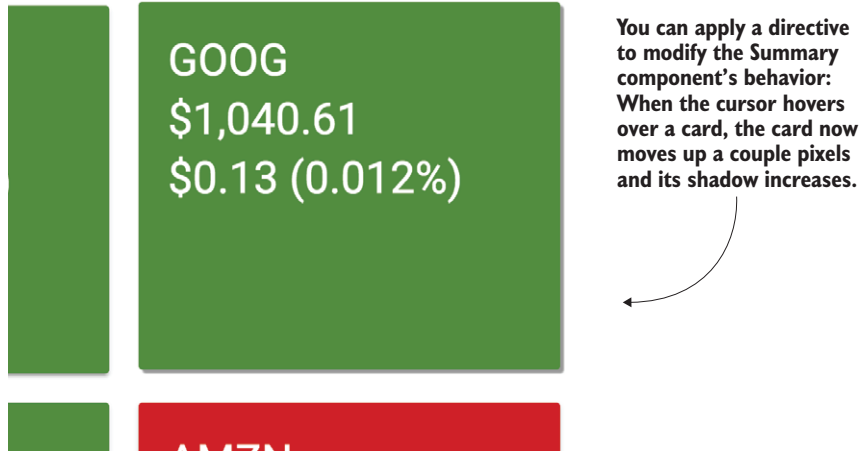 GOOG
$1,040.61
$0.13 (0.012%)
You can apply a directive
to modify the Summary
component's behavior:
When the cursor hovers
over a card, the card now
moves up a couple pixels
and its shadow increases.
AMZN